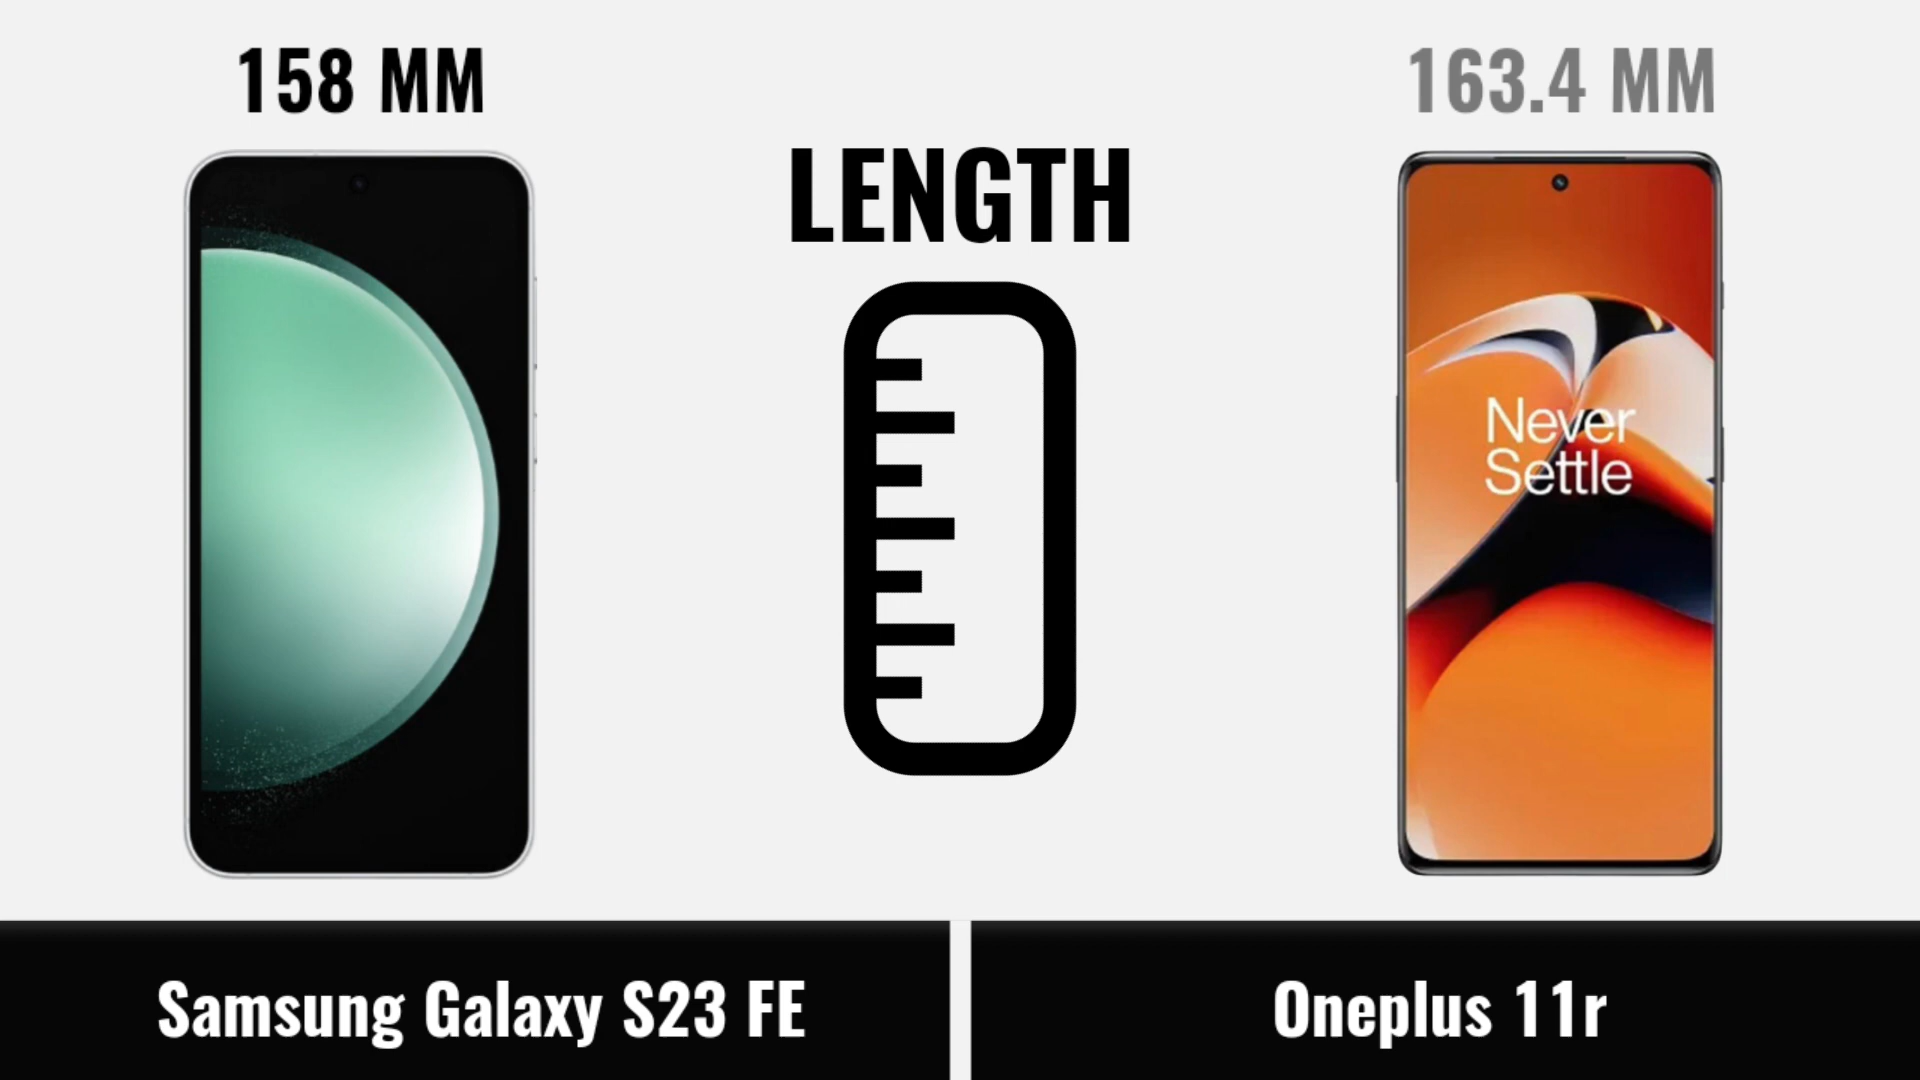 158 MM
163.4 MM
LENGTH
Never
Settle
Samsung Galaxy S23 FE
Oneplus 11r